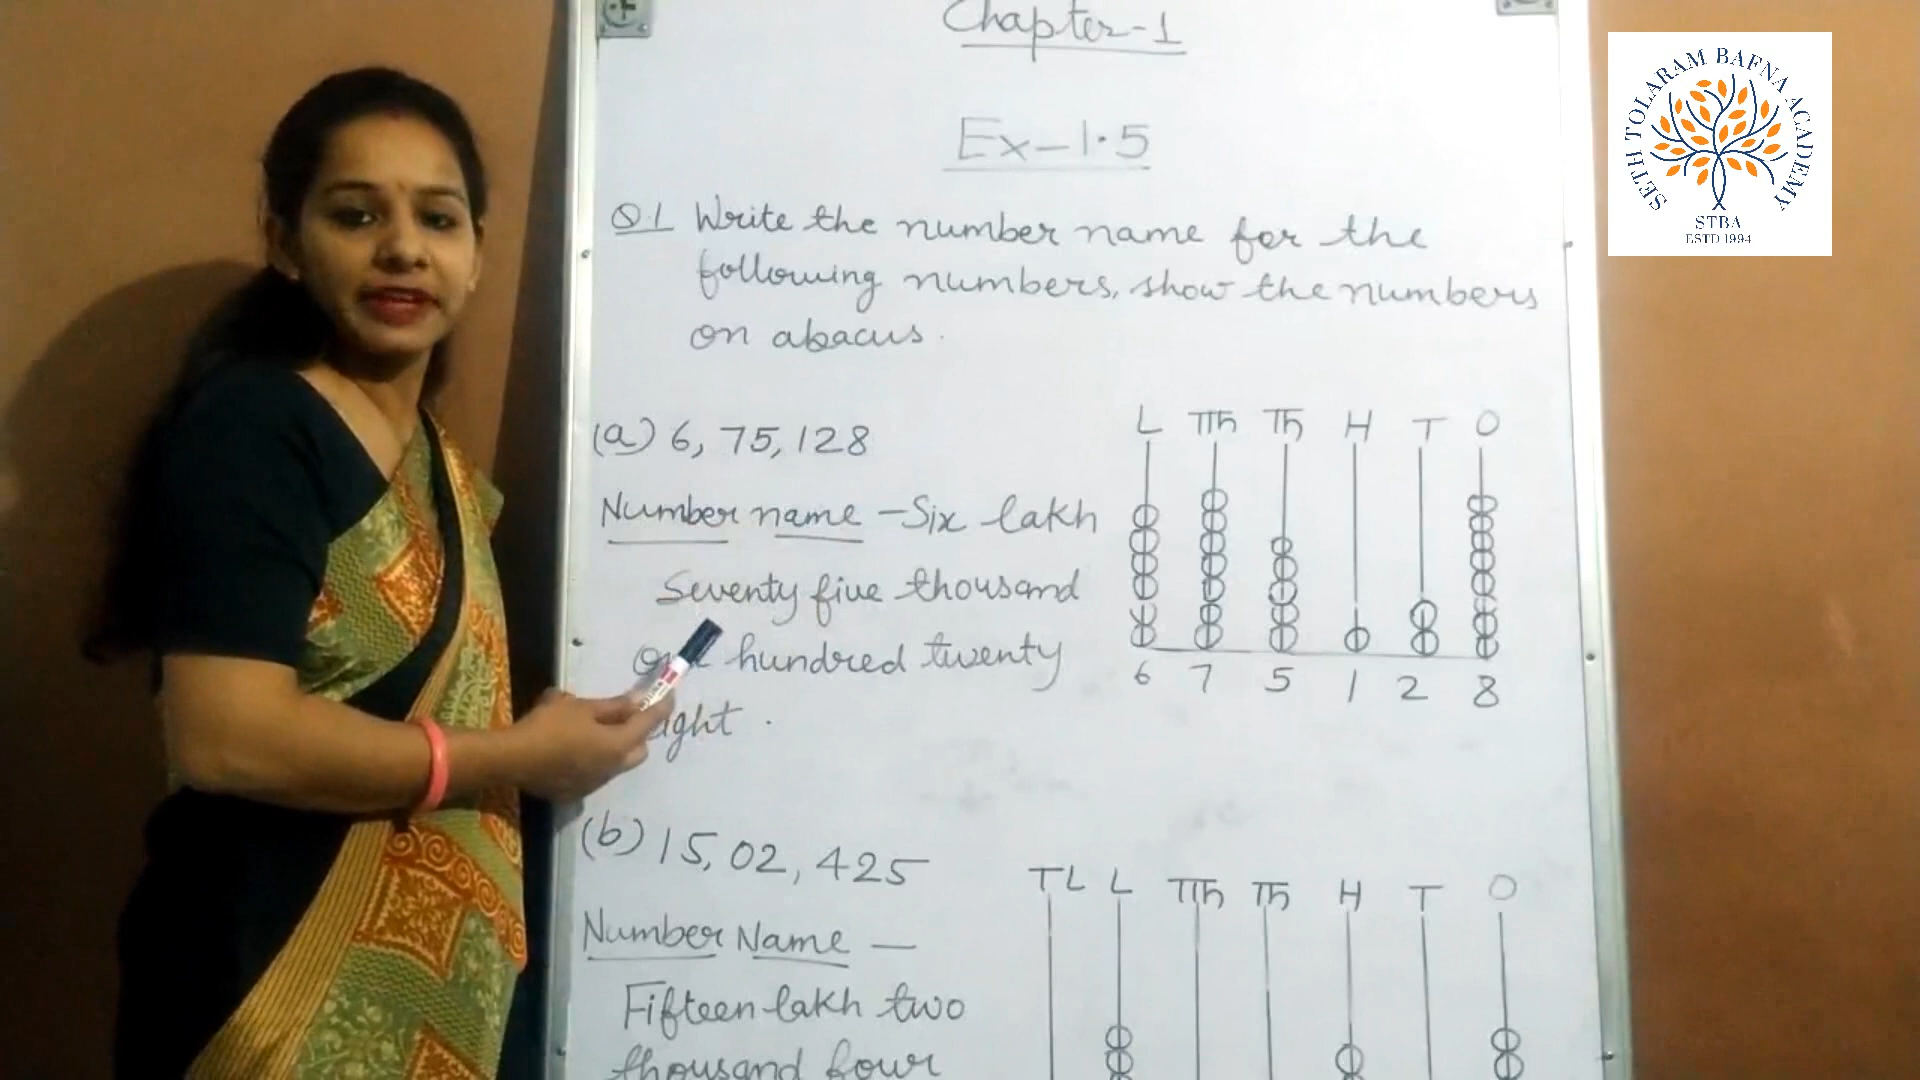 Chapter-1
Ex-1.5
Q.1 Write the number name for the
following numbers, show the numbers
on abacus.
(a) 6, 75, 128
Number name - Six lakh
Seventy five thousand
one hundred twenty
L TTh Th H T O
6 7 5 1 2 8
(b) 15, 02, 425
Number Name —
Fifteen lakh two
thousand four
TL L TTh Th H T O
SETH TOLARAM BAFNA ACADEMY
STBA
ESTD 1994